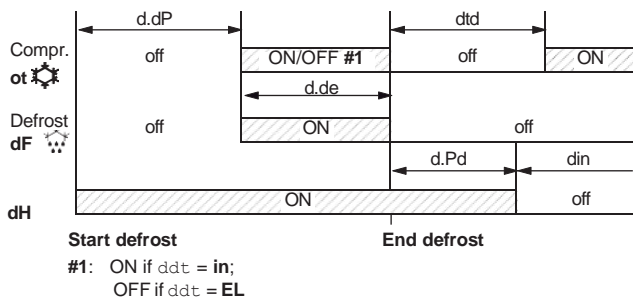 d.dP dtd
Compr. off ON/OFF #1 off ON
ot
d.de
Defrost off ON off
dF
d.Pd din
ON off
dH
Start defrost End defrost
#1: ON if ddt = in;
OFF if ddt = EL